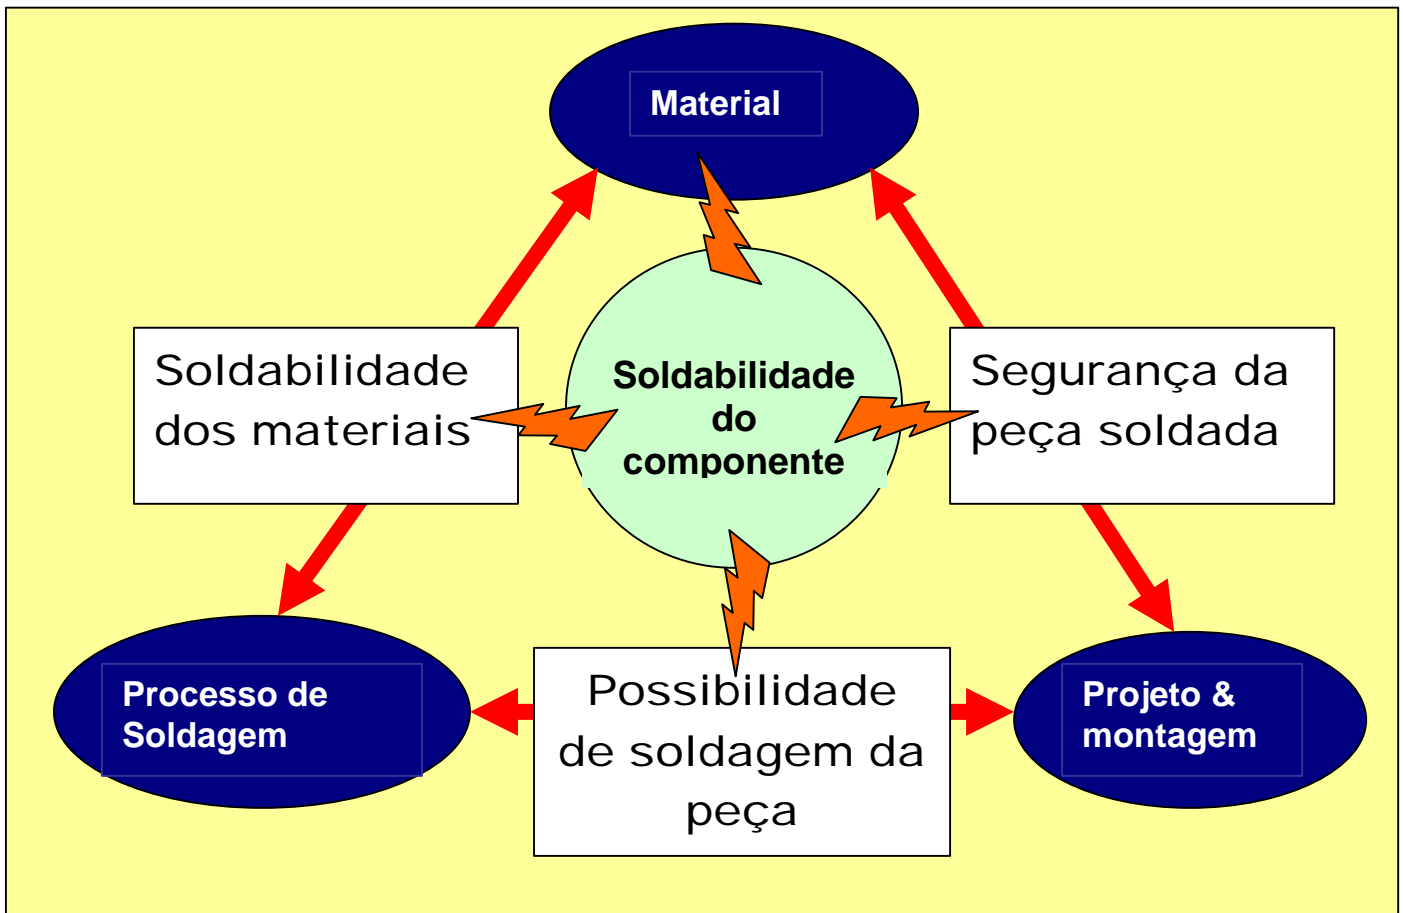 Material
Soldabilidade
dos materiais
Soldabilidade
do
componente
Segurança da
peça soldada
Processo de
Soldagem
Possibilidade
de soldagem da
peça
Projeto &
montagem